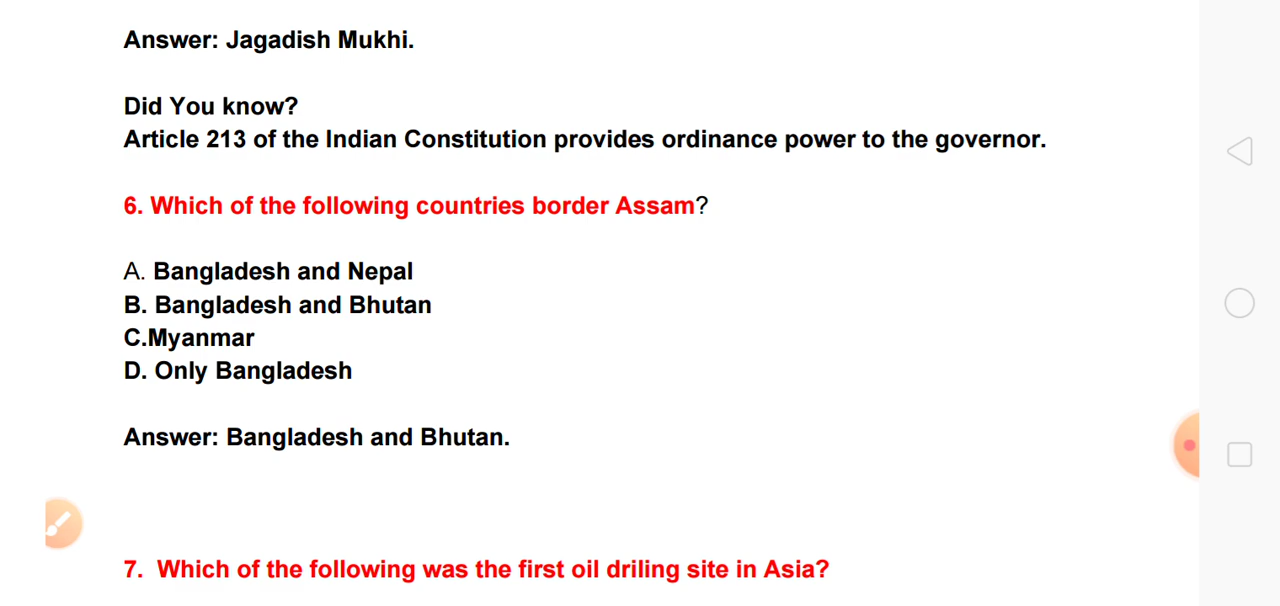 Answer: Jagadish Mukhi.
Did You know?
Article 213 of the Indian Constitution provides ordinance power to the governor.
6. Which of the following countries border Assam?
A. Bangladesh and Nepal
B. Bangladesh and Bhutan
C.Myanmar
D. Only Bangladesh
Answer: Bangladesh and Bhutan.
7. Which of the following was the first oil driling site in Asia?